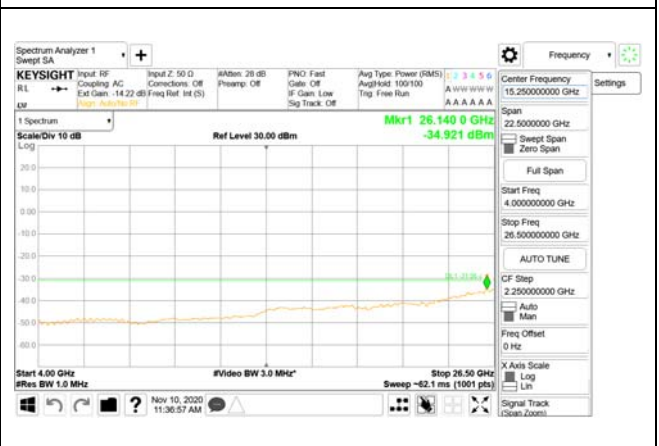 Spectrum Analyzer 1
Swept SA
Frequency
KEYSIGHT
RL
Input: RF
Coupling: AC
Ext Gain: -14.22 dB
Align: Auto/No RF
Input Z: 50 Ω
Corrections: Off
Freq Ref: Int (S)
#Atten: 28 dB
Preamp: Off
PNO: Fast
Gate: Off
IF Gain: Low
Sig Track: Off
Avg Type: Power (RMS)
Avg|Hold: 100/100
Trig: Free Run
1 2 3 4 5 6
A W W W W W
A A A A A A
1 Spectrum
Scale/Div 10 dB
Log
Ref Level 30.00 dBm
Mkr1 26.140 0 GHz
-34.921 dBm
20.0
10.0
0.00
-10.0
-20.0
-30.0
-40.0
-50.0
-60.0
Start 4.00 GHz
#Res BW 1.0 MHz
#Video BW 3.0 MHz*
Stop 26.50 GHz
Sweep ~62.1 ms (1001 pts)
Nov 10, 2020
11:36:57 AM
Center Frequency
15.250000000 GHz
Settings
Span
22.5000000000 GHz
Swept Span
Zero Span
Full Span
Start Freq
4.000000000 GHz
Stop Freq
26.500000000 GHz
AUTO TUNE
CF Step
2.250000000 GHz
Auto
Man
Freq Offset
0 Hz
X Axis Scale
Log
Lin
Signal Track
(Span Zoom)